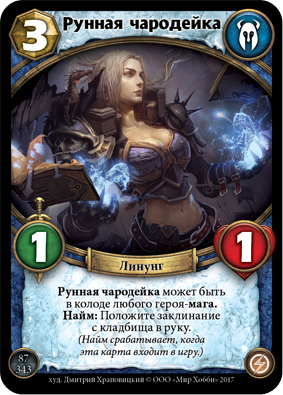 3
Рунная чародейка
1
Линунг
1
Рунная чародейка может быть
в колоде любого героя-мага.
Найм: Положите заклинание
с кладбища в руку.
(Найм срабатывает, когда
эта карта входит в игру.)
87
343
худ. Дмитрий Храповицкий © ООО «Мир Хобби» 2017